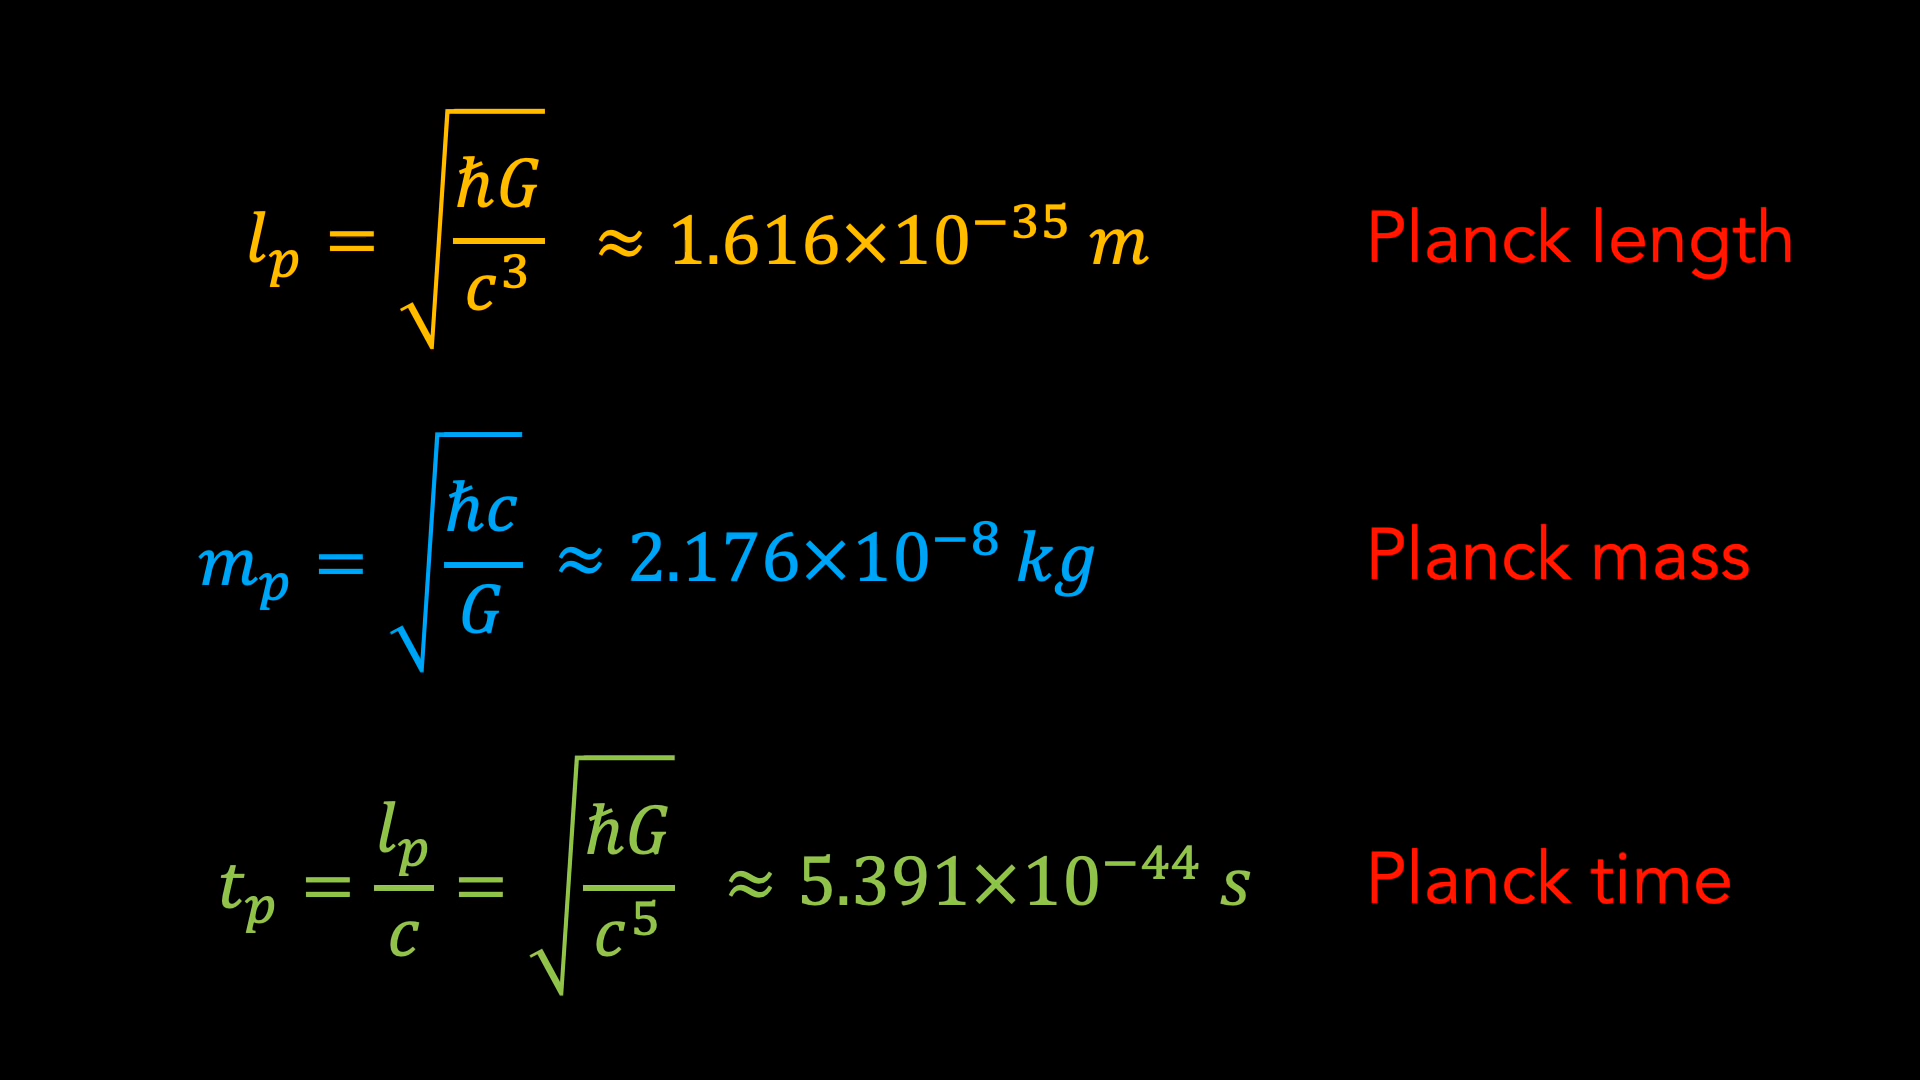 l_p = √(ħG/c³) ≈ 1.616×10⁻³⁵ m Planck length
m_p = √(ħc/G) ≈ 2.176×10⁻⁸ kg Planck mass
t_p = l_p/c = √(ħG/c⁵) ≈ 5.391×10⁻⁴⁴ s Planck time